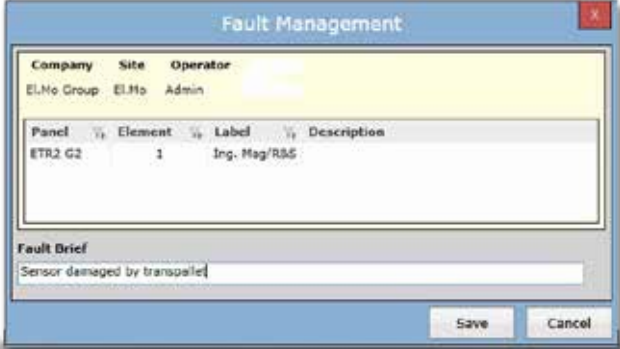 Fault Management
X
Company Site Operator
El.Mo Group El.Mo Admin
Panel Element Label Description
ETR2 G2 1 Ing. Mag/R&S
Fault Brief
Sensor damaged by transpallet
Save Cancel